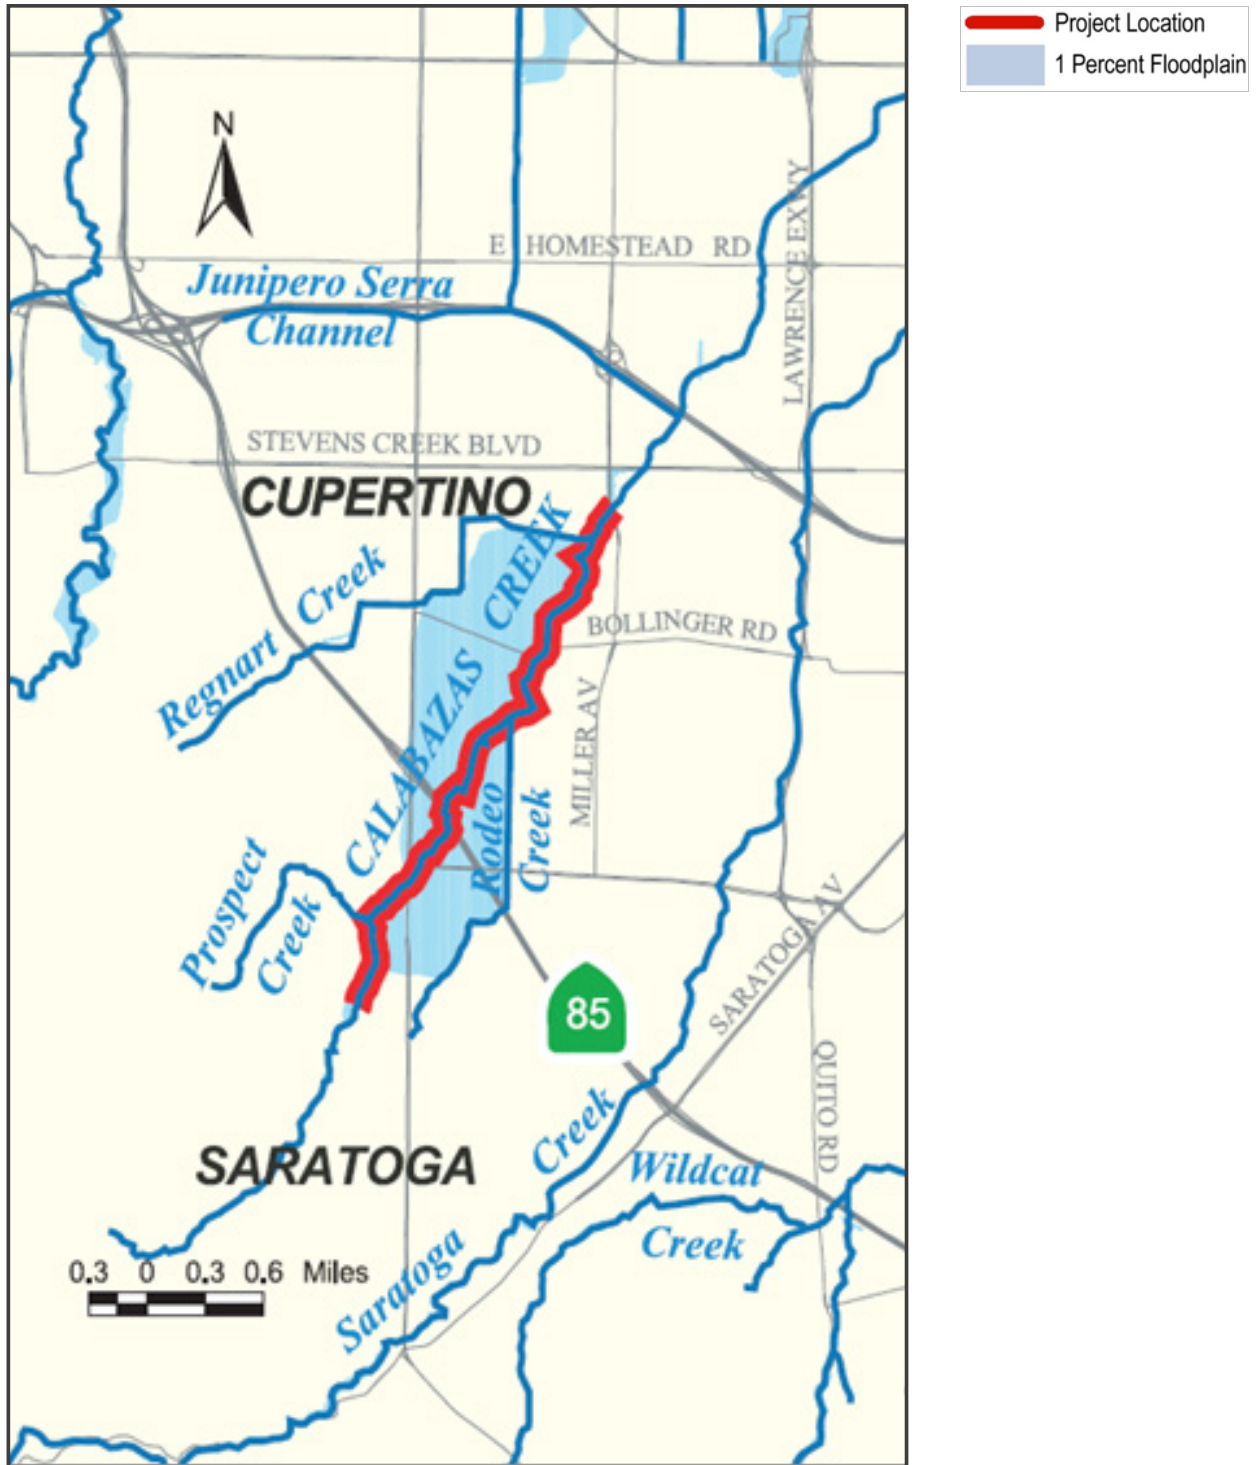 Project Location
1 Percent Floodplain
N
LAWRENCE EXWY
E HOMESTEAD RD
Junipero Serra
Channel
STEVENS CREEK BLVD
CUPERTINO
CALABAZAS CREEK
Regnart Creek
BOLLINGER RD
MILLER AV
Rodeo
Creek
Prospect
Creek
SARATOGA AV
85
QUITO RD
SARATOGA
Saratoga Creek
Wildcat
Creek
0.3 0 0.3 0.6 Miles